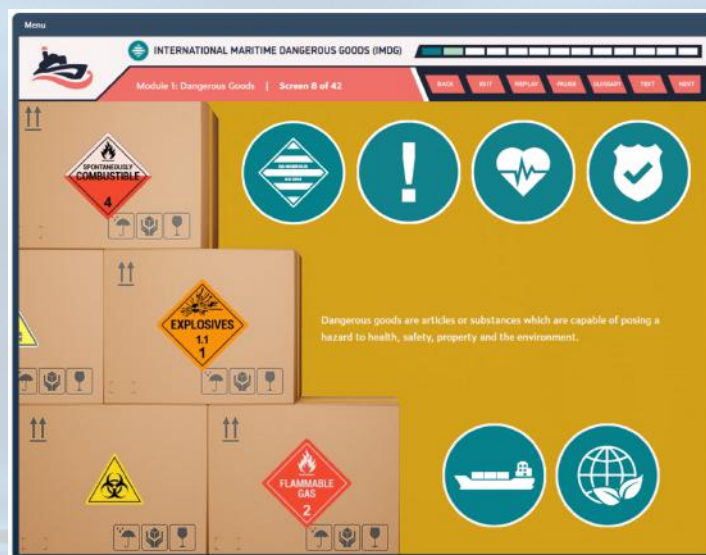 Menu
INTERNATIONAL MARITIME DANGEROUS GOODS (IMDG)
Module 1: Dangerous Goods | Screen 8 of 42
BACK EXIT REPLAY PAUSE GLOSSARY TEXT NEXT
SPONTANEOUSLY
COMBUSTIBLE
4
EXPLOSIVES
1.1
1
Dangerous goods are articles or substances which are capable of posing a
hazard to health, safety, property and the environment.
FLAMMABLE
GAS
2